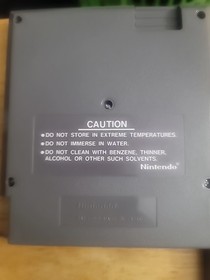 CAUTION
•DO NOT STORE IN EXTREME TEMPERATURES.
•DO NOT IMMERSE IN WATER.
•DO NOT CLEAN WITH BENZENE, THINNER,
ALCOHOL OR OTHER SUCH SOLVENTS.
Nintendo